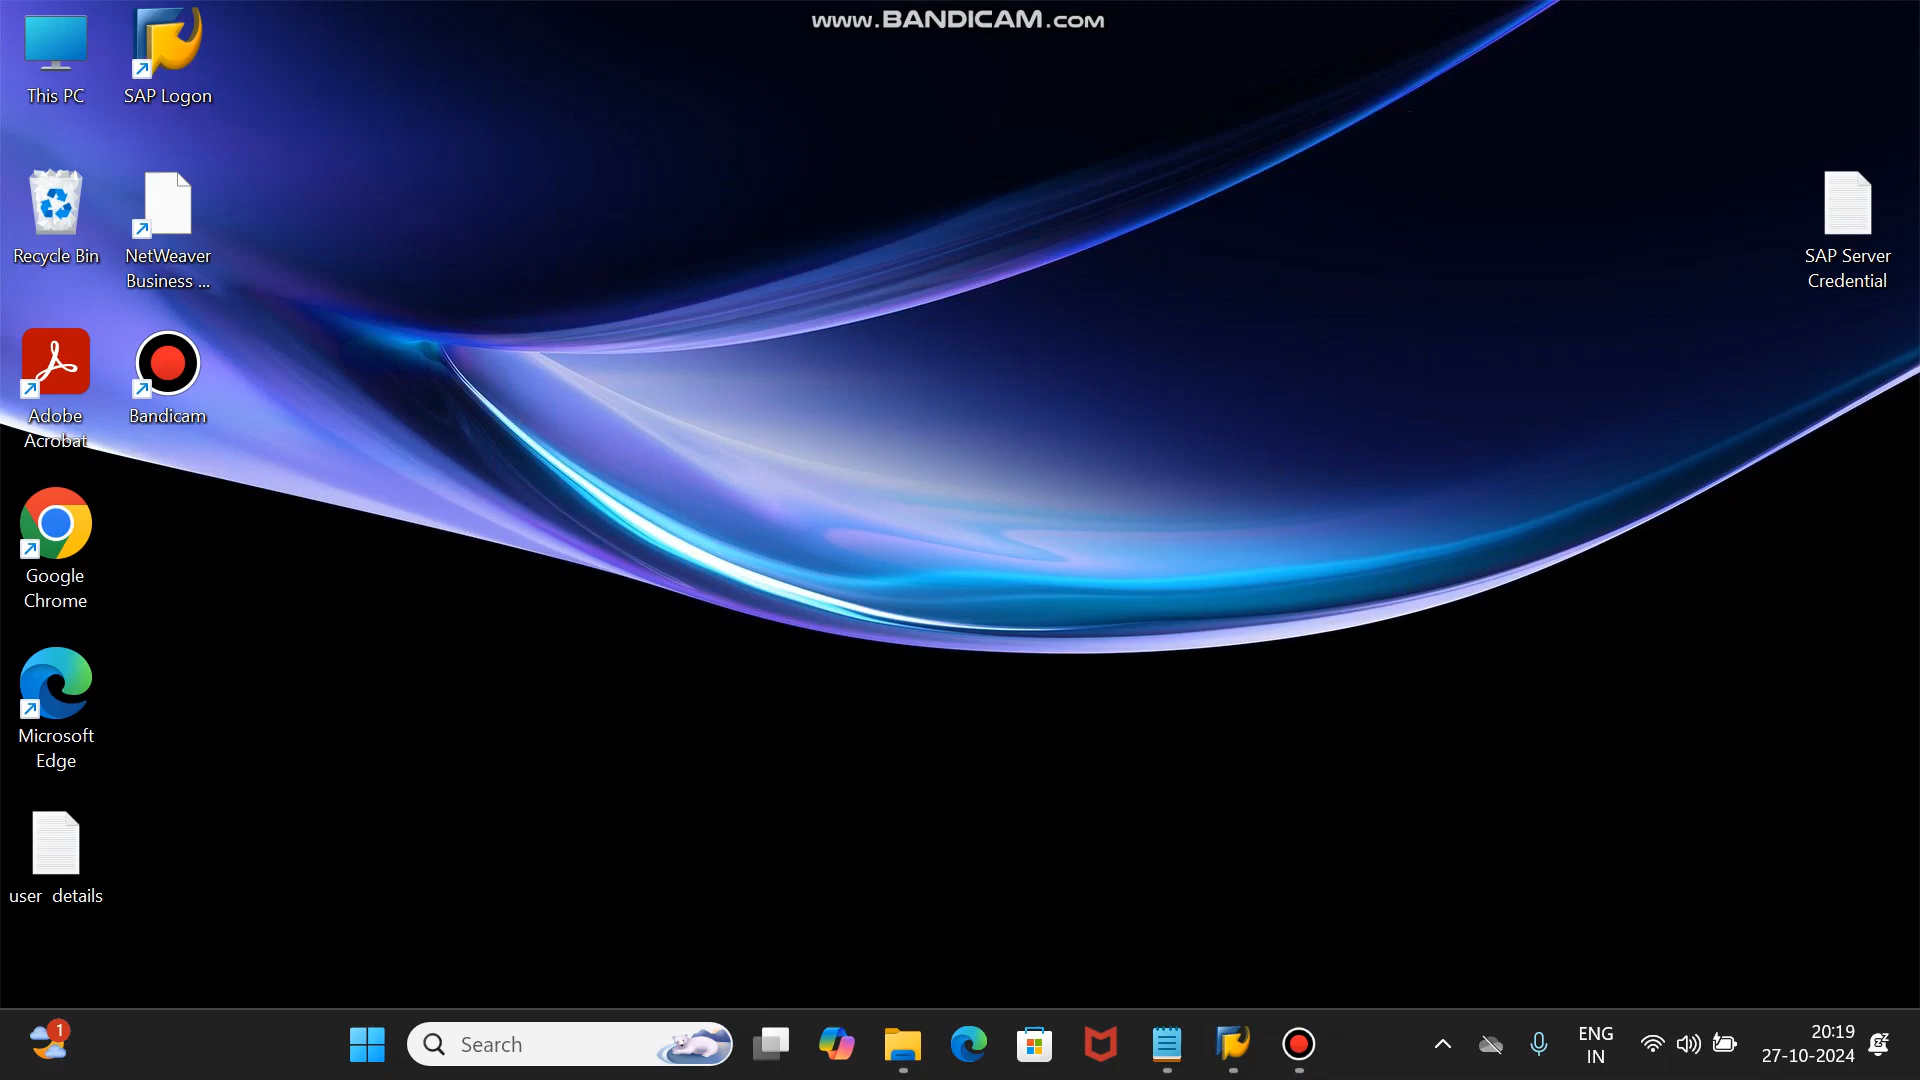 www.BANDICAM.com
This PC
SAP Logon
Recycle Bin
NetWeaver
Business ...
SAP Server
Credential
Adobe
Acrobat
Bandicam
Google
Chrome
Microsoft
Edge
user details
1
Search
ENG
IN
20:19
27-10-2024